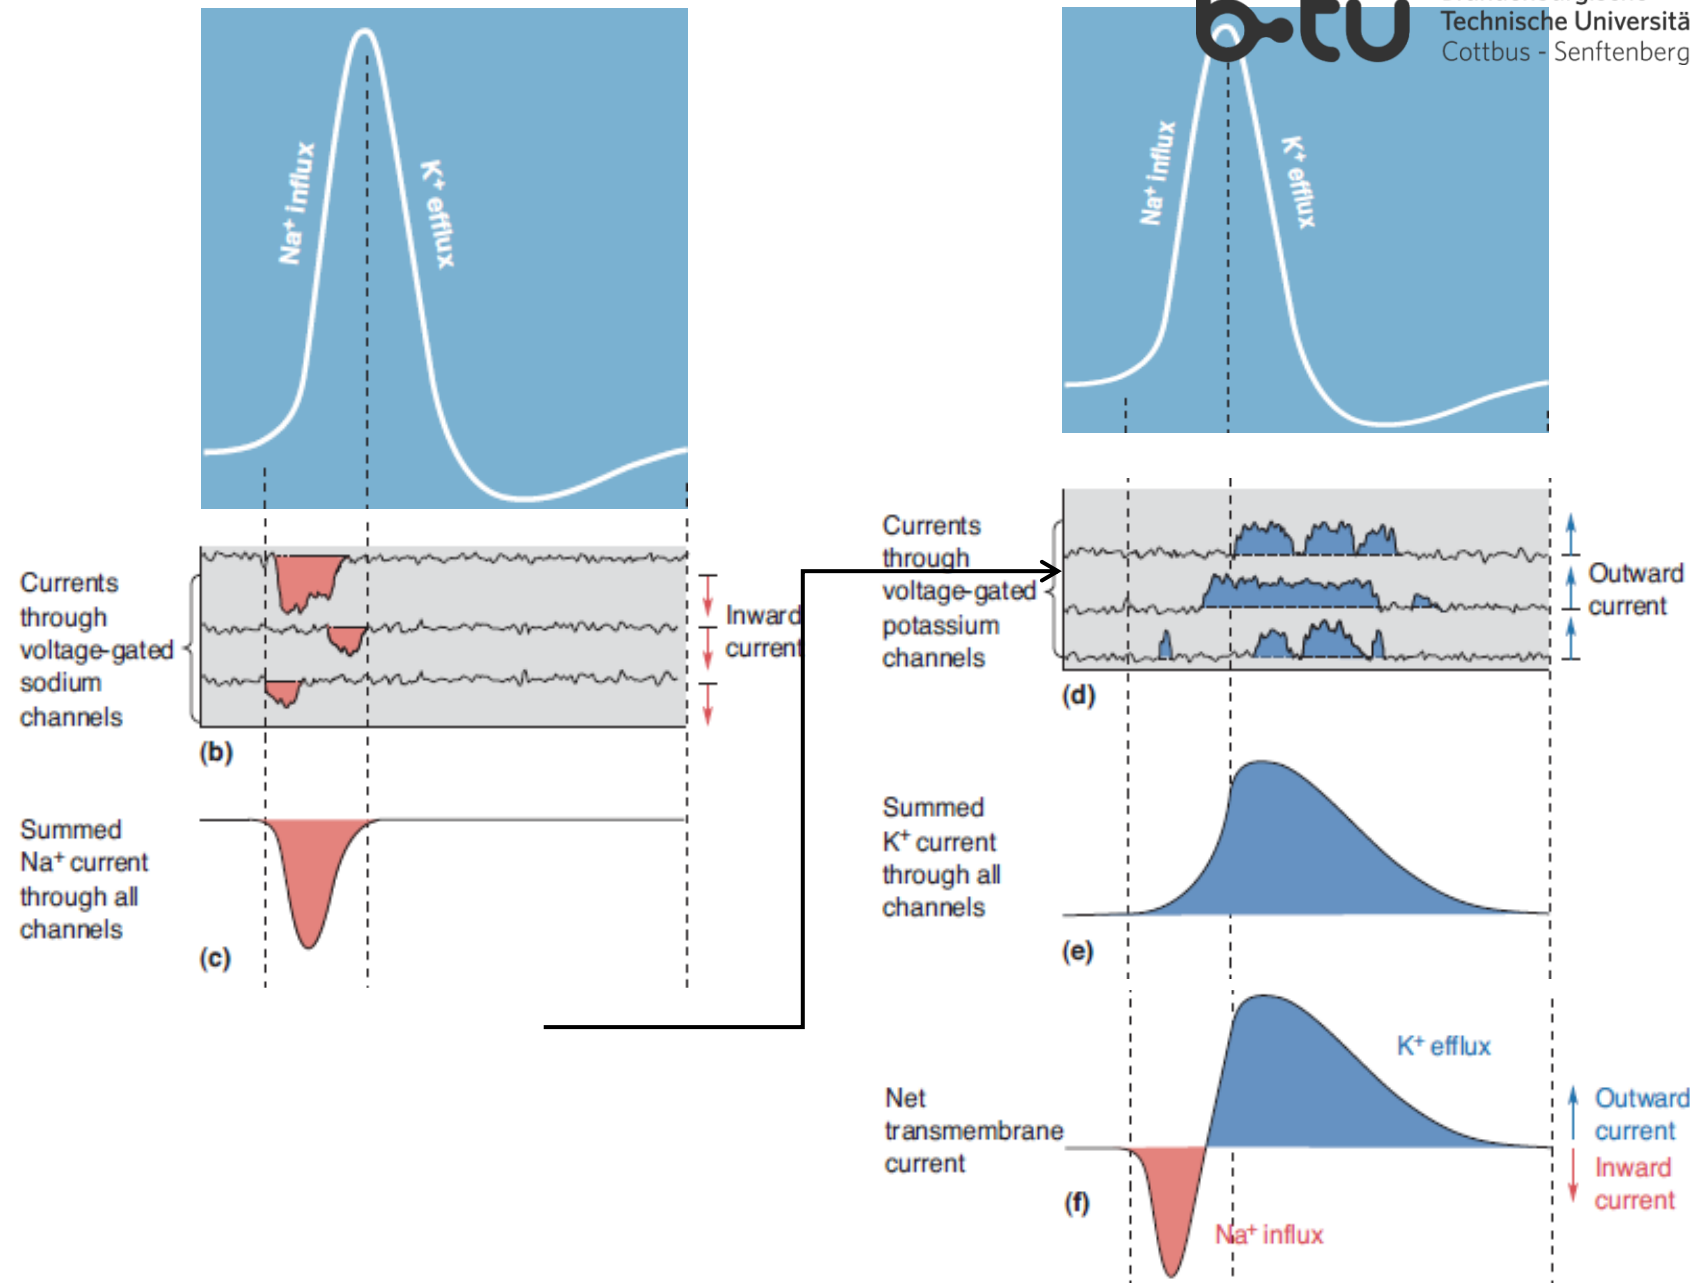 b-tu
Technische Universitä
Cottbus - Senftenberg
Na⁺ influx
K⁺ efflux
Currents
through
voltage-gated
sodium
channels
Inward
current
(b)
Summed
Na⁺ current
through all
channels
(c)
Na⁺ influx
K⁺ efflux
Currents
through
voltage-gated
potassium
channels
Outward
current
(d)
Summed
K⁺ current
through all
channels
(e)
Net
transmembrane
current
K⁺ efflux
Outward
current
Inward
current
(f)
Na⁺ influx